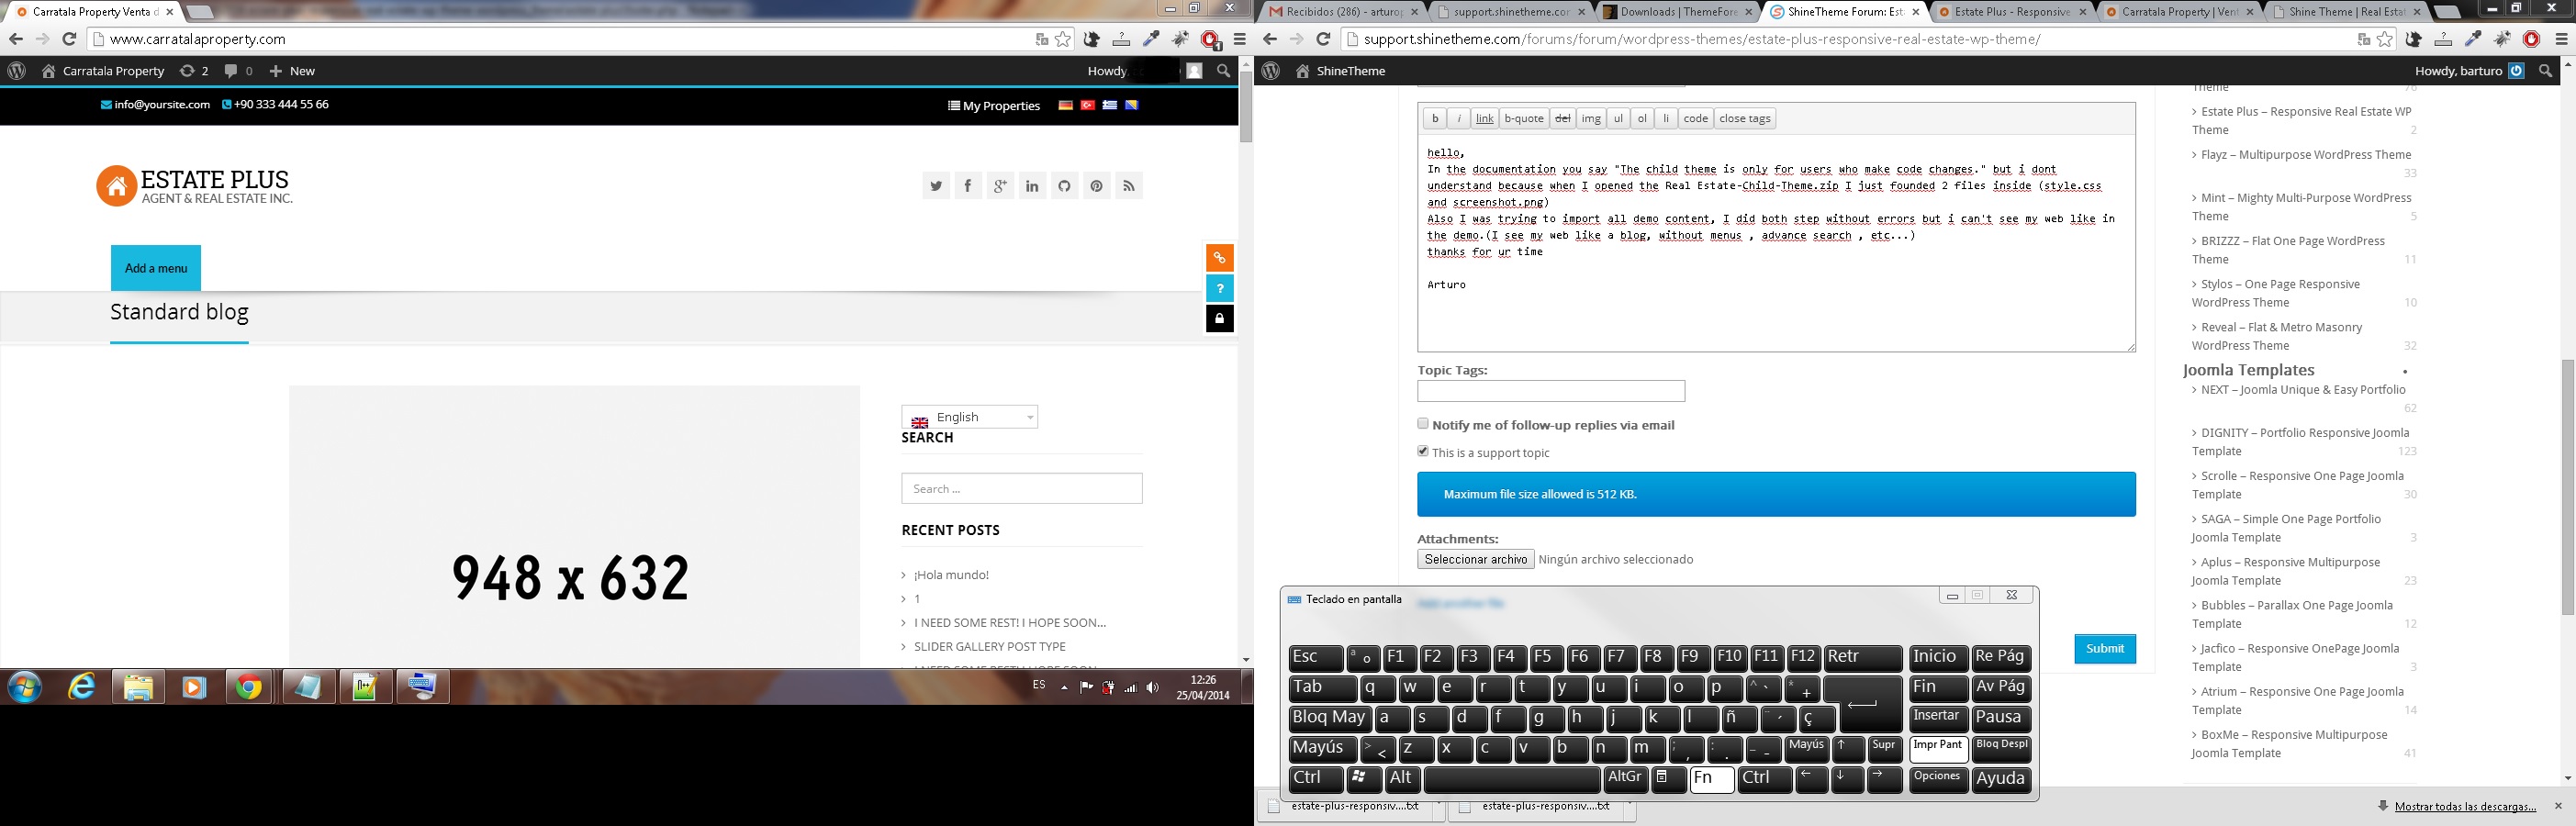 Carratala Property Venta d
www.carratalaproperty.com
Carratala Property
2
0
New
Howdy,
info@yoursite.com
+90 333 444 55 66
My Properties
ESTATE PLUS
AGENT & REAL ESTATE INC.
Add a menu
Standard blog
948 x 632
English
SEARCH
Search ...
RECENT POSTS
¡Hola mundo!
1
I NEED SOME REST! I HOPE SOON...
SLIDER GALLERY POST TYPE
ES
12:26
25/04/2014
Recibidos (286) - arturop
support.shinetheme.com
Downloads | ThemeFore
ShineTheme Forum: Est
Estate Plus - Responsive
Carratala Property | Vent
Shine Theme | Real Estat
support.shinetheme.com/forums/forum/wordpress-themes/estate-plus-responsive-real-estate-wp-theme/
ShineTheme
Howdy, barturo
b i link b-quote del img ul ol li code close tags
hello,
In the documentation you say "The child theme is only for users who make code changes." but i dont
understand because when I opened the Real Estate-Child-Theme.zip I just founded 2 files inside (style.css
and screenshot.png)
Also I was trying to import all demo content, I did both step without errors but i can't see my web like in
the demo.(I see my web like a blog, without menus , advance search , etc...)
thanks for ur time
Arturo
Topic Tags:
Notify me of follow-up replies via email
This is a support topic
Maximum file size allowed is 512 KB.
Attachments:
Seleccionar archivo Ningún archivo seleccionado
Add another file
Submit
Theme 76
Estate Plus – Responsive Real Estate WP
Theme 2
Flayz – Multipurpose WordPress Theme
33
Mint – Mighty Multi-Purpose WordPress
Theme 5
BRIZZZ – Flat One Page WordPress
Theme 11
Stylos – One Page Responsive
WordPress Theme 10
Reveal – Flat & Metro Masonry
WordPress Theme 32
Joomla Templates
NEXT – Joomla Unique & Easy Portfolio
62
DIGNITY – Portfolio Responsive Joomla
Template 123
Scrolle – Responsive One Page Joomla
Template 30
SAGA – Simple One Page Portfolio
Joomla Template 3
Aplus – Responsive Multipurpose
Joomla Template 23
Bubbles – Parallax One Page Joomla
Template 12
Jacfico – Responsive OnePage Joomla
Template 3
Atrium – Responsive One Page Joomla
Template 14
BoxMe – Responsive Multipurpose
Joomla Template 41
Teclado en pantalla
Esc ª º F1 F2 F3 F4 F5 F6 F7 F8 F9 F10 F11 F12 Retr Inicio Re Pág
Tab q w e r t y u i o p ^ ` * + Fin Av Pág
Bloq May a s d f g h j k l ñ ¨ ´ ç Insertar Pausa
Mayús > < z x c v b n m ; , : . _ - Mayús ↑ Supr Impr Pant Bloq Despl
Ctrl Alt AltGr Fn Ctrl ← ↓ → Opciones Ayuda
estate-plus-responsiv....txt
estate-plus-responsiv....txt
Mostrar todas las descargas...